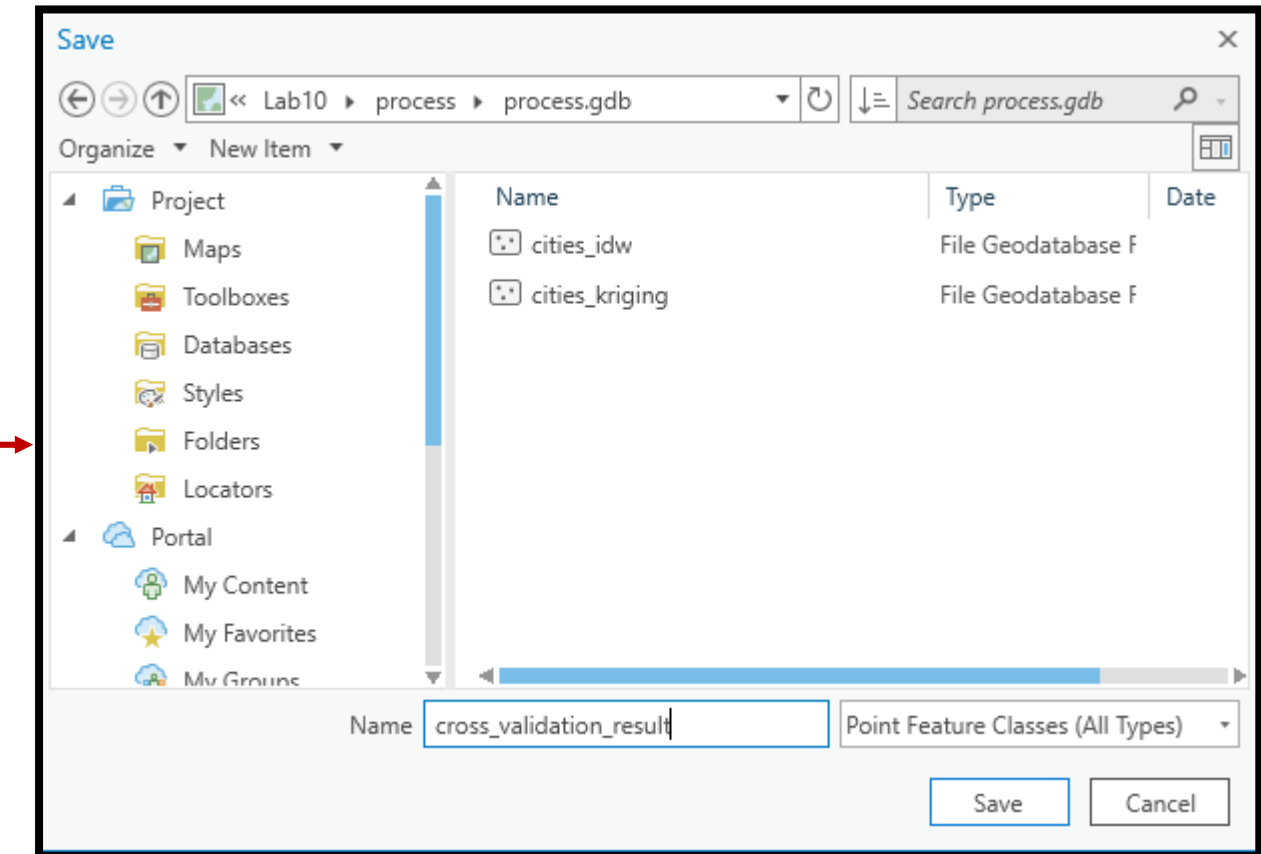 Save
« Lab10 process process.gdb Search process.gdb
Organize New Item
Project
Maps
Toolboxes
Databases
Styles
Folders
Locators
Portal
My Content
My Favorites
My Groups
Name Type Date
cities_idw File Geodatabase F
cities_kriging File Geodatabase F
Name cross_validation_result Point Feature Classes (All Types)
Save Cancel